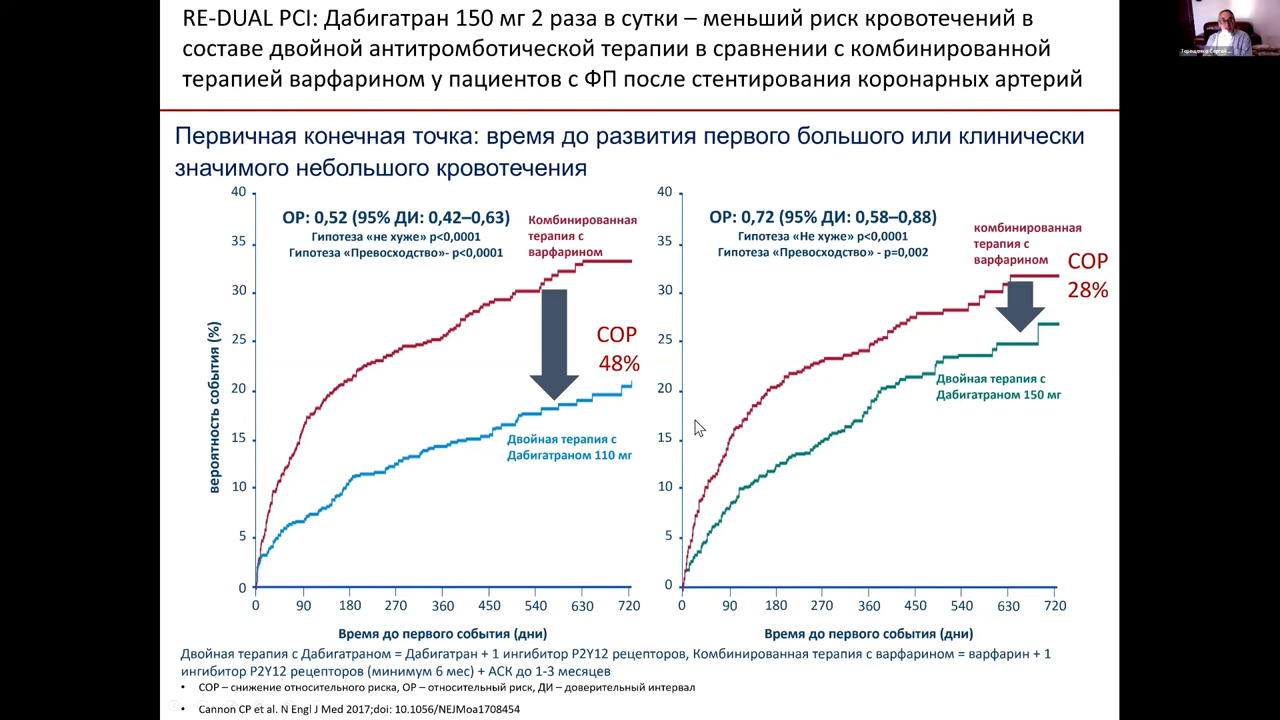 RE-DUAL PCI: Дабигатран 150 мг 2 раза в сутки – меньший риск кровотечений в
составе двойной антитромботической терапии в сравнении с комбинированной
терапией варфарином у пациентов с ФП после стентирования коронарных артерий
Первичная конечная точка: время до развития первого большого или клинически
значимого небольшого кровотечения
вероятность события (%)
40
35
30
25
20
15
10
5
0
ОР: 0,52 (95% ДИ: 0,42–0,63)
Гипотеза «не хуже» p<0,0001
Гипотеза «Превосходство»- p<0,0001
Комбинированная
терапия с
варфарином
СОР
48%
Двойная терапия с
Дабигатраном 110 мг
0 90 180 270 360 450 540 630 720
Время до первого события (дни)
40
35
30
25
20
15
10
5
0
ОР: 0,72 (95% ДИ: 0,58–0,88)
Гипотеза «Не хуже» p<0,0001
Гипотеза «Превосходство» - p=0,002
комбинированная
терапия с
варфарином
СОР
28%
Двойная терапия с
Дабигатраном 150 мг
0 90 180 270 360 450 540 630 720
Время до первого события (дни)
Двойная терапия с Дабигатраном = Дабигатран + 1 ингибитор P2Y12 рецепторов, Комбинированная терапия с варфарином = варфарин + 1
ингибитор P2Y12 рецепторов (минимум 6 мес) + АСК до 1-3 месяцев
• СОР – снижение относительного риска, ОР – относительный риск, ДИ – доверительный интервал
• Cannon CP et al. N Engl J Med 2017;doi: 10.1056/NEJMoa1708454